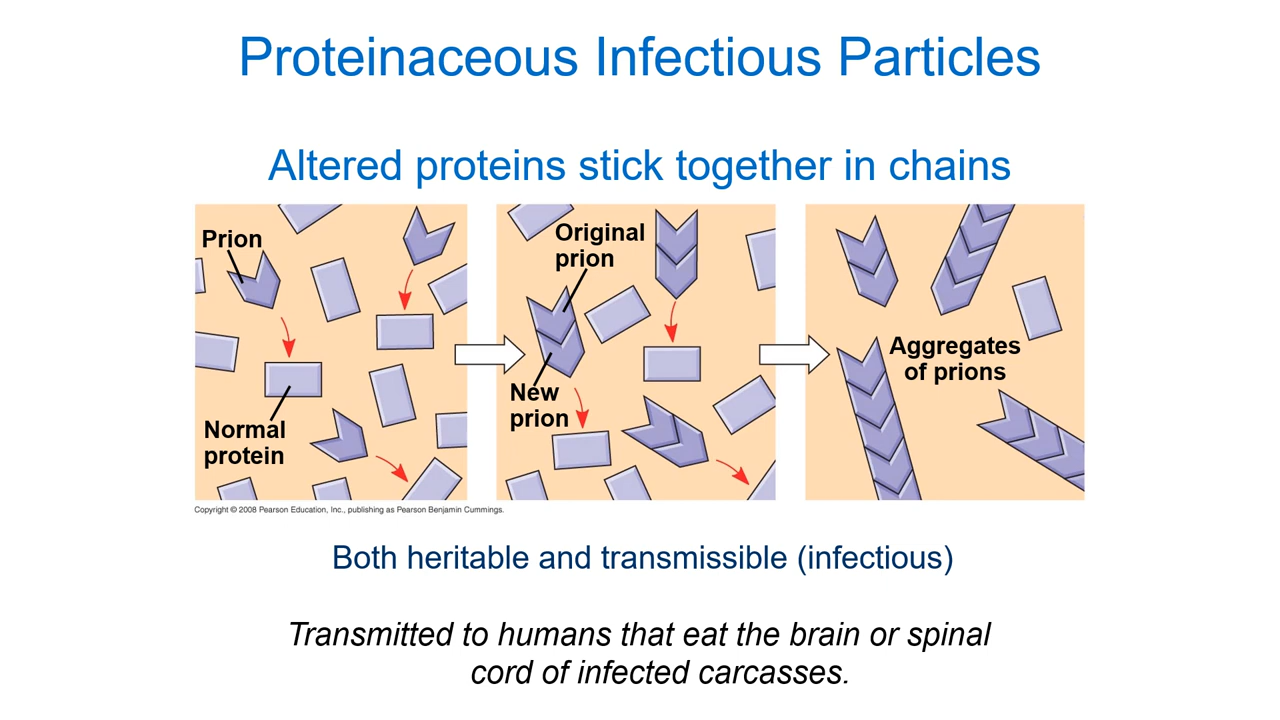 Proteinaceous Infectious Particles
Altered proteins stick together in chains
Prion
Normal
protein
Original
prion
New
prion
Aggregates
of prions
Copyright © 2008 Pearson Education, Inc., publishing as Pearson Benjamin Cummings.
Both heritable and transmissible (infectious)
Transmitted to humans that eat the brain or spinal
cord of infected carcasses.